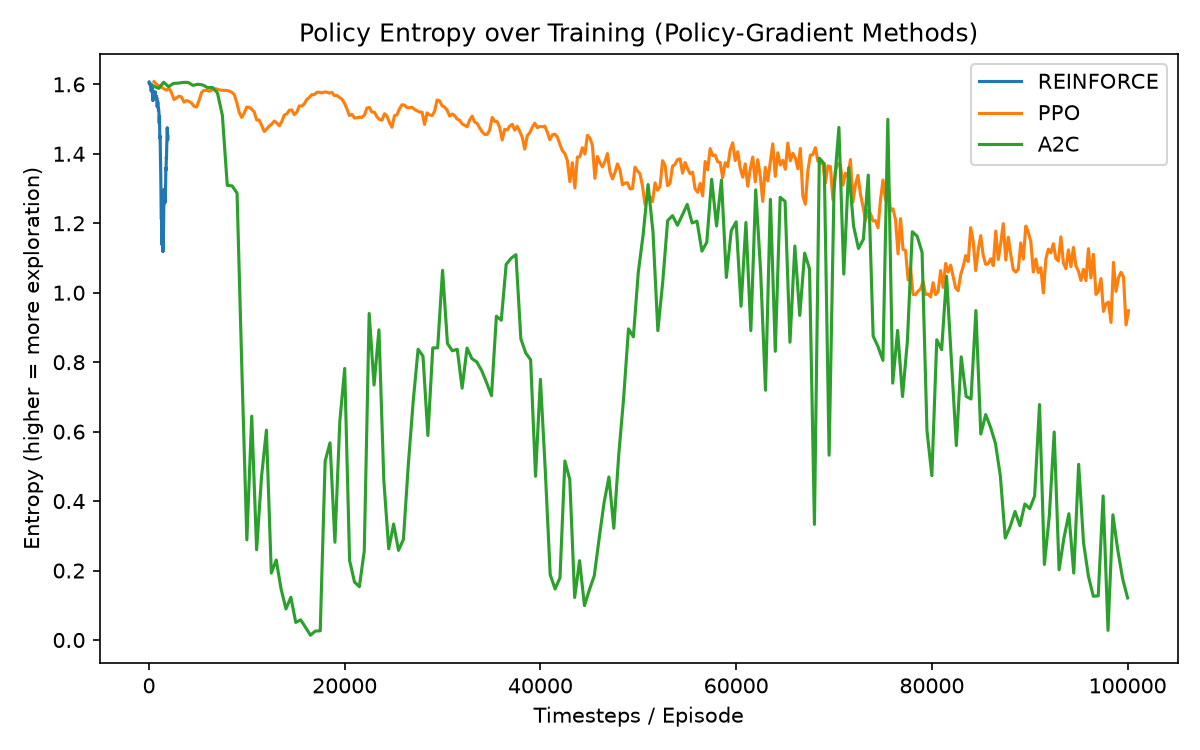 Policy Entropy over Training (Policy-Gradient Methods)
REINFORCE
PPO
A2C
Entropy (higher = more exploration)
1.6
1.4
1.2
1.0
0.8
0.6
0.4
0.2
0.0
0 20000 40000 60000 80000 100000
Timesteps / Episode